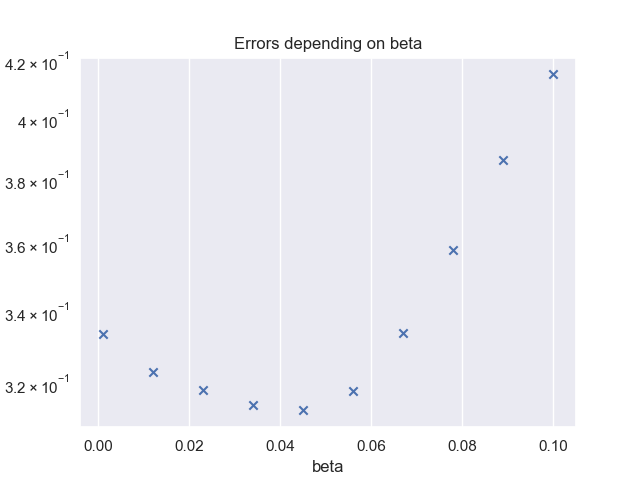 Errors depending on beta
4.2 × 10⁻¹
4 × 10⁻¹
3.8 × 10⁻¹
3.6 × 10⁻¹
3.4 × 10⁻¹
3.2 × 10⁻¹
0.00 0.02 0.04 0.06 0.08 0.10
beta